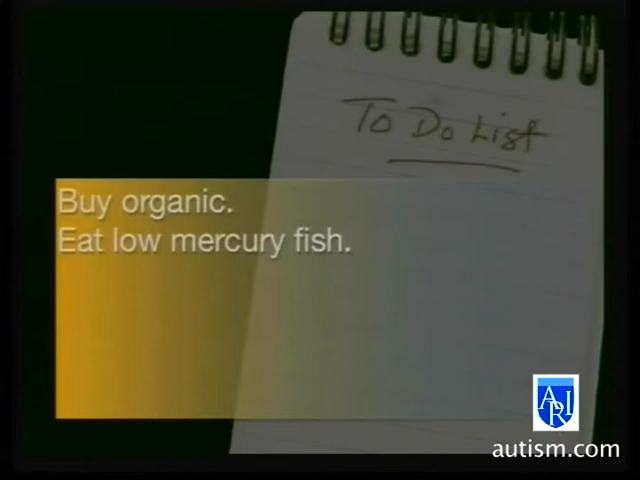 To Do List
Buy organic.
Eat low mercury fish.
ARI
autism.com